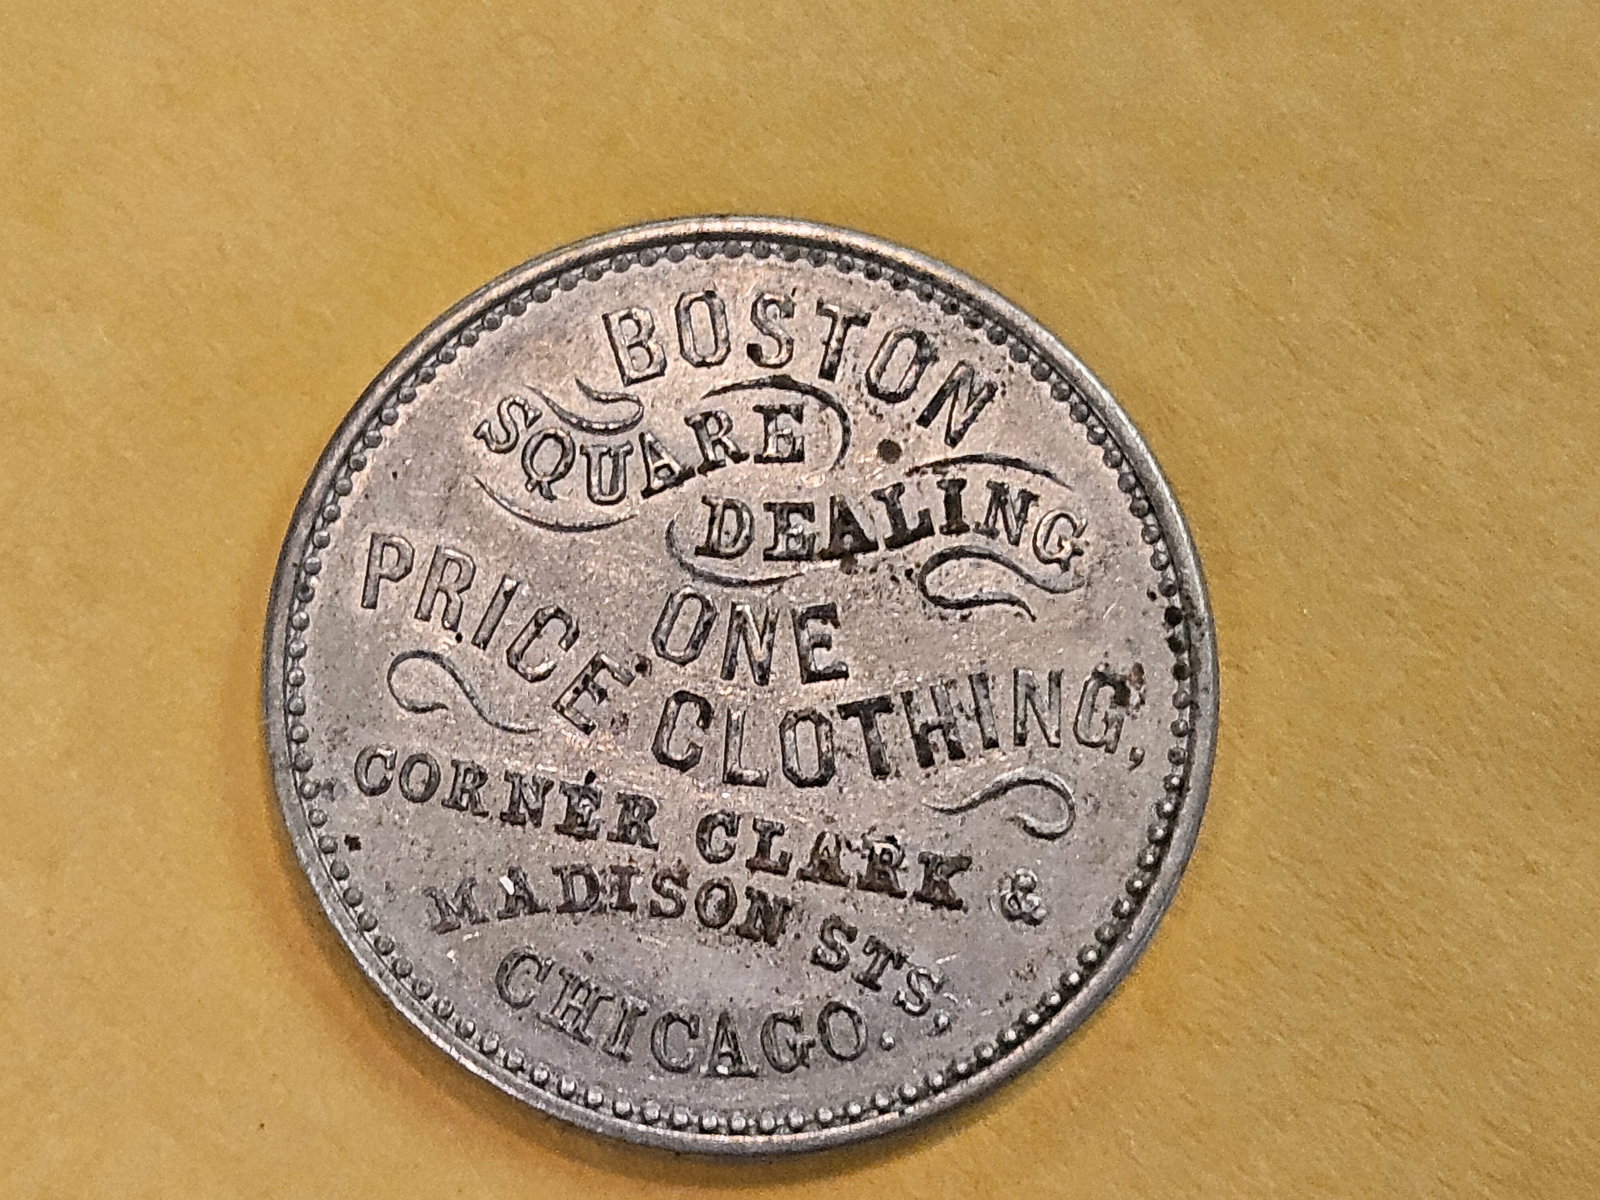 BOSTON
SQUARE
DEALING
ONE
PRICE CLOTHING,
CORNER CLARK &
MADISON STS,
CHICAGO.